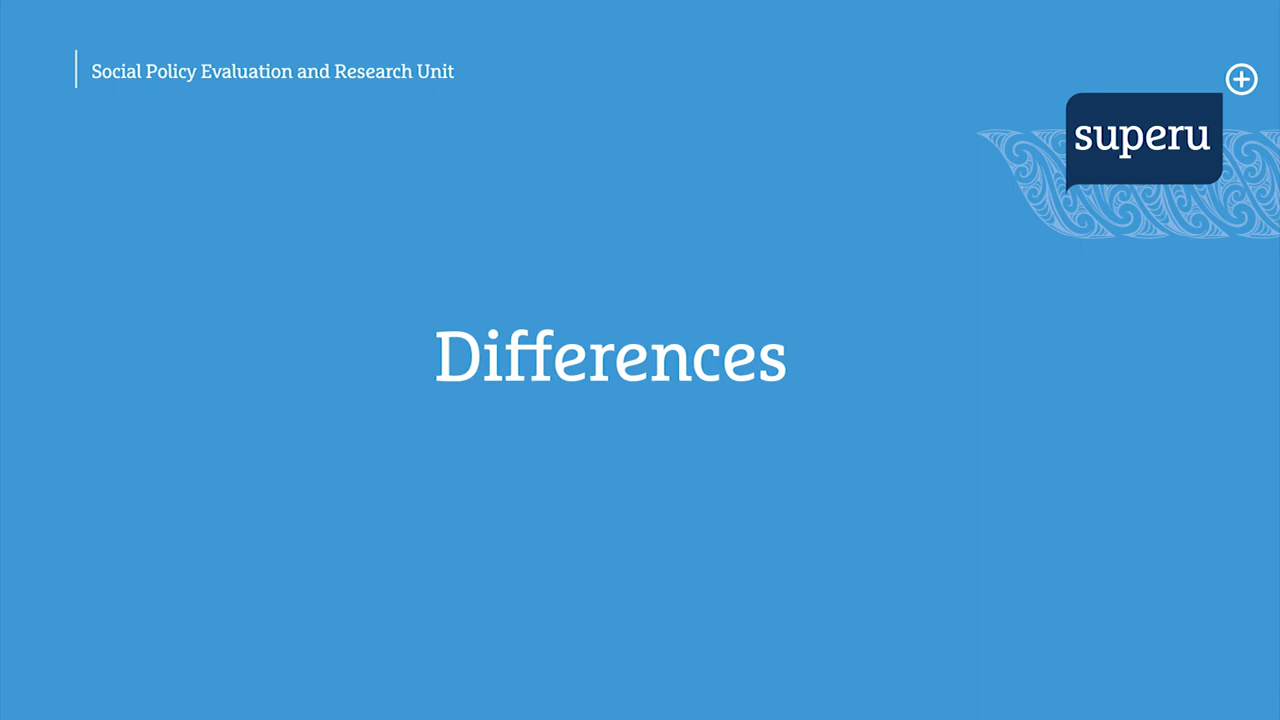 Social Policy Evaluation and Research Unit
superu
Differences